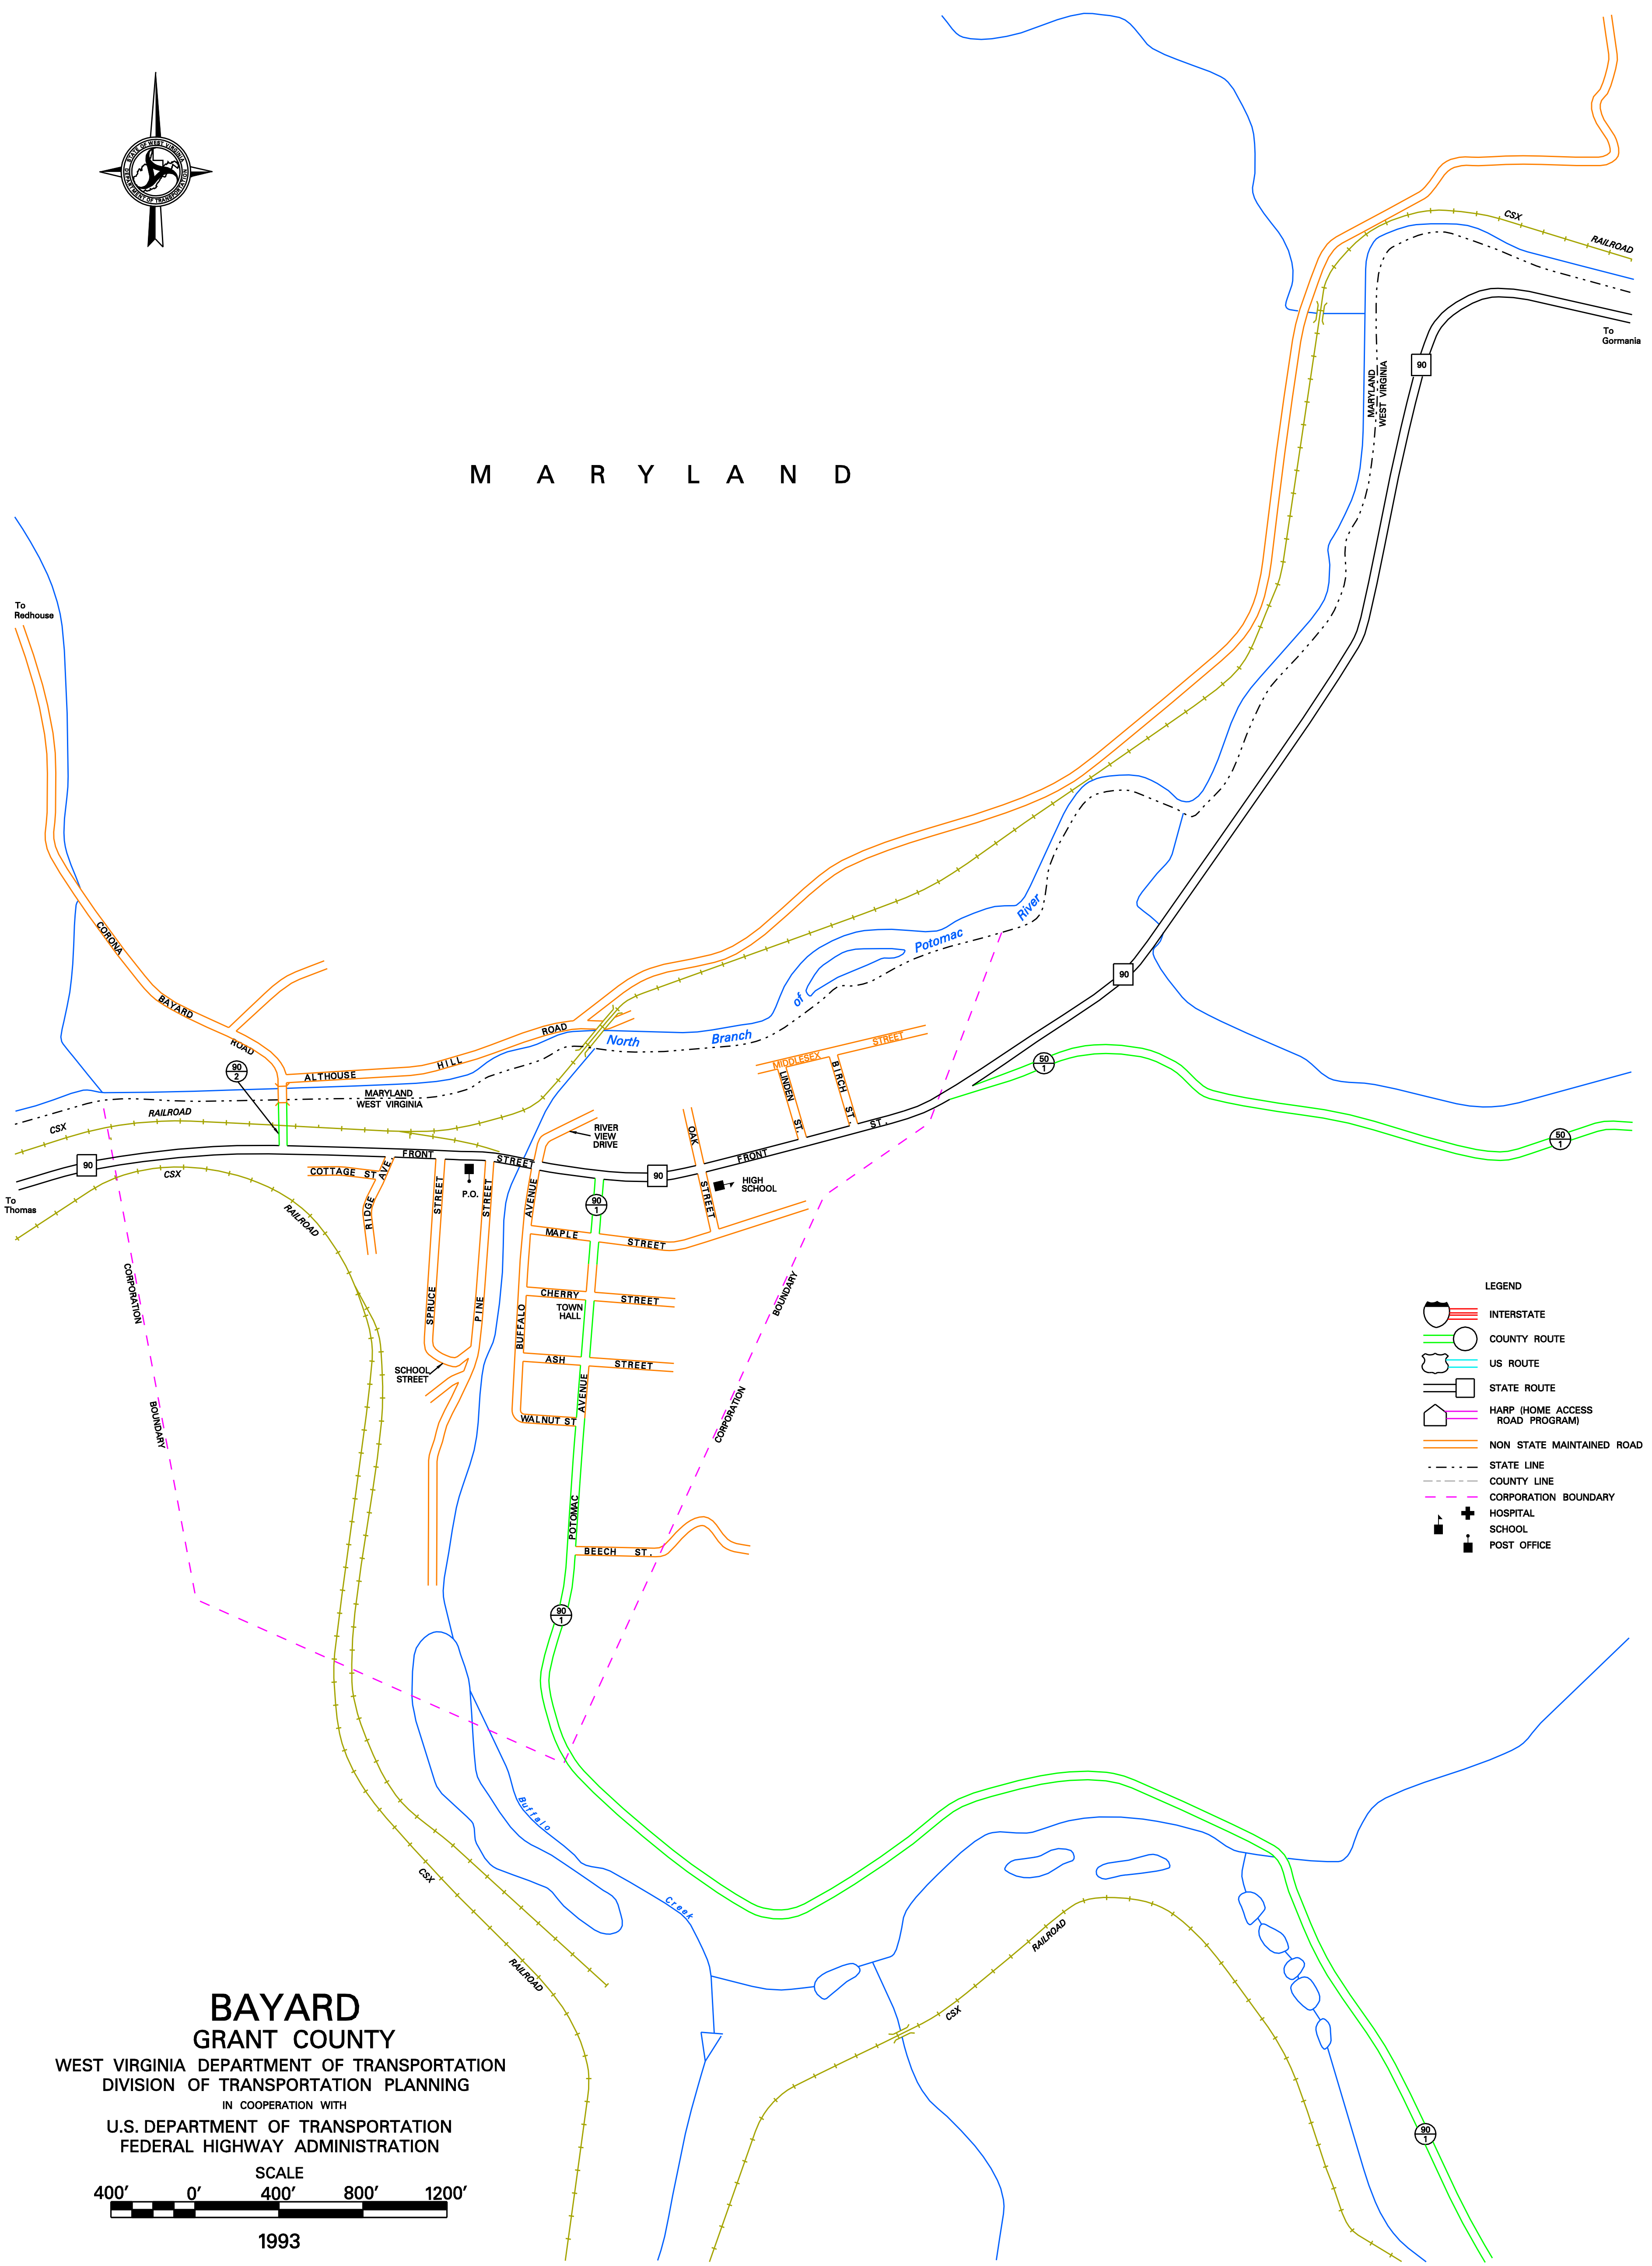 STATE OF WEST VIRGINIA
DEPARTMENT OF TRANSPORTATION
CSX
RAILROAD
To
Gormania
90
MARYLAND
WEST VIRGINIA
M A R Y L A N D
To
Redhouse
CORONA
BAYARD
ROAD
90
2
ALTHOUSE
HILL
ROAD
North
Branch
of
Potomac
River
90
MARYLAND
WEST VIRGINIA
CSX
RAILROAD
MIDDLESEX
STREET
LINDEN
ST.
BIRCH
ST.
50
1
50
1
RIVER
VIEW
DRIVE
OAK
STREET
90
To
Thomas
CSX
RAILROAD
FRONT
STREET
90
FRONT
ST.
COTTAGE ST
RIDGE
AVE
P.O.
HIGH
SCHOOL
STREET
SPRUCE
STREET
PINE
AVENUE
BUFFALO
90
1
MAPLE
STREET
CHERRY
STREET
TOWN
HALL
ASH
STREET
SCHOOL
STREET
WALNUT ST
AVENUE
POTOMAC
BEECH ST.
90
1
CORPORATION
BOUNDARY
BOUNDARY
CORPORATION
LEGEND
INTERSTATE
COUNTY ROUTE
US ROUTE
STATE ROUTE
HARP (HOME ACCESS
ROAD PROGRAM)
NON STATE MAINTAINED ROAD
STATE LINE
COUNTY LINE
CORPORATION BOUNDARY
HOSPITAL
SCHOOL
POST OFFICE
Buffalo
Creek
CSX
RAILROAD
CSX
RAILROAD
90
1
BAYARD
GRANT COUNTY
WEST VIRGINIA DEPARTMENT OF TRANSPORTATION
DIVISION OF TRANSPORTATION PLANNING
IN COOPERATION WITH
U.S. DEPARTMENT OF TRANSPORTATION
FEDERAL HIGHWAY ADMINISTRATION
SCALE
400' 0' 400' 800' 1200'
1993